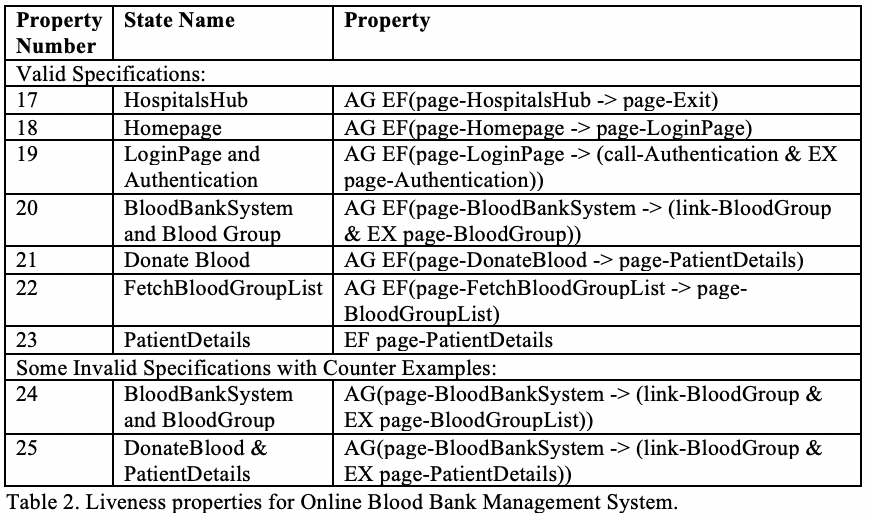 Property Number State Name Property
Valid Specifications:
17 HospitalsHub AG EF(page-HospitalsHub -> page-Exit)
18 Homepage AG EF(page-Homepage -> page-LoginPage)
19 LoginPage and AG EF(page-LoginPage -> (call-Authentication & EX
Authentication page-Authentication))
20 BloodBankSystem AG EF(page-BloodBankSystem -> (link-BloodGroup
and Blood Group & EX page-BloodGroup))
21 Donate Blood AG EF(page-DonateBlood -> page-PatientDetails)
22 FetchBloodGroupList AG EF(page-FetchBloodGroupList -> page-
BloodGroupList)
23 PatientDetails EF page-PatientDetails
Some Invalid Specifications with Counter Examples:
24 BloodBankSystem AG(page-BloodBankSystem -> (link-BloodGroup &
and BloodGroup EX page-BloodGroupList))
25 DonateBlood & AG(page-BloodBankSystem -> (link-BloodGroup &
PatientDetails EX page-PatientDetails))
Table 2. Liveness properties for Online Blood Bank Management System.